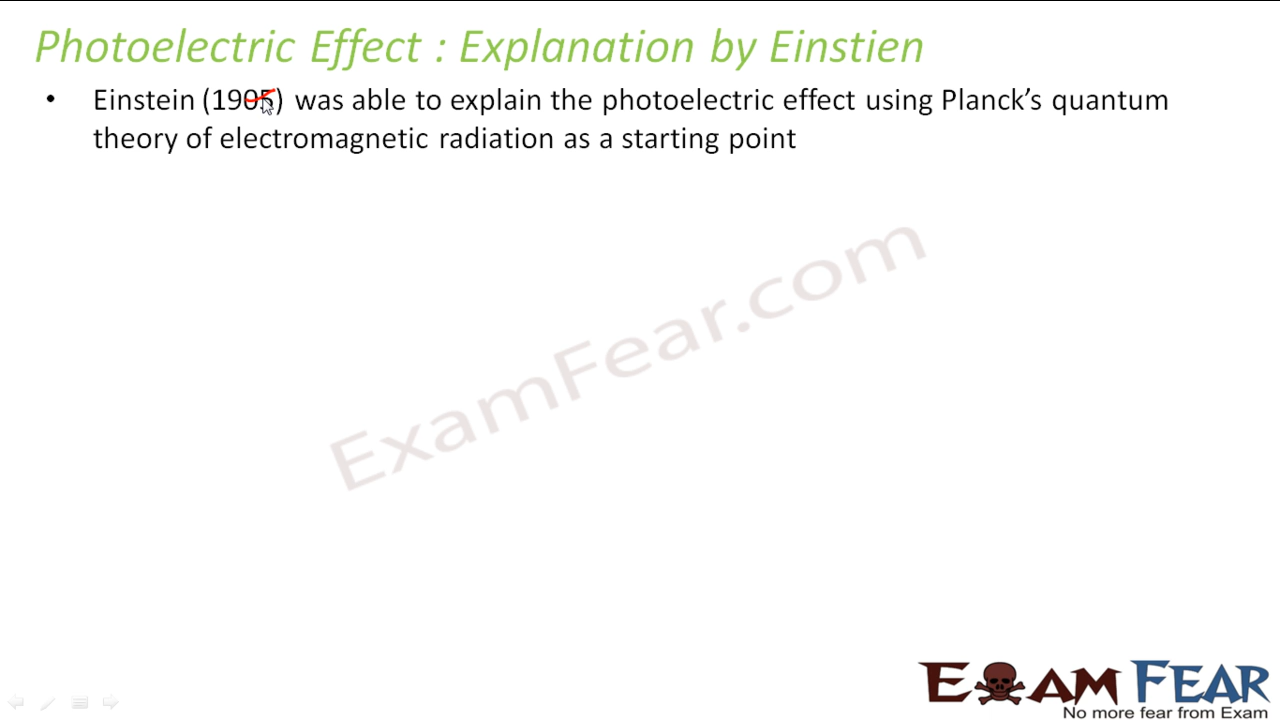 Photoelectric Effect : Explanation by Einstien
• Einstein (1905) was able to explain the photoelectric effect using Planck’s quantum
theory of electromagnetic radiation as a starting point
ExamFear.com
EXAM FEAR
No more fear from Exam